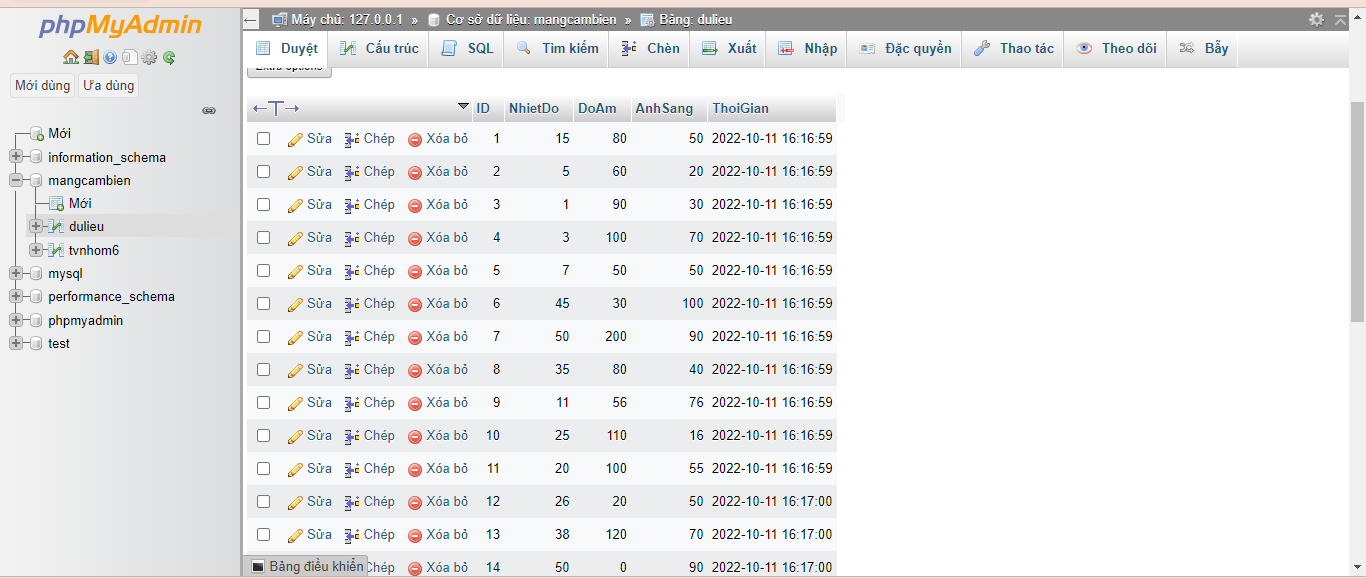 phpMyAdmin
Mới dùng Ưa dùng
Mới
information_schema
mangcambien
Mới
dulieu
tvnhom6
mysql
performance_schema
phpmyadmin
test
Máy chủ: 127.0.0.1 » Cơ sở dữ liêu: mangcambien » Bảng: dulieu
Duyệt Cấu trúc SQL Tìm kiếm Chèn Xuất Nhập Đặc quyền Thao tác Theo dõi Bẫy
Extra options
←T→ ID NhietDo DoAm AnhSang ThoiGian
Sửa Chép Xóa bỏ 1 15 80 50 2022-10-11 16:16:59
Sửa Chép Xóa bỏ 2 5 60 20 2022-10-11 16:16:59
Sửa Chép Xóa bỏ 3 1 90 30 2022-10-11 16:16:59
Sửa Chép Xóa bỏ 4 3 100 70 2022-10-11 16:16:59
Sửa Chép Xóa bỏ 5 7 50 50 2022-10-11 16:16:59
Sửa Chép Xóa bỏ 6 45 30 100 2022-10-11 16:16:59
Sửa Chép Xóa bỏ 7 50 200 90 2022-10-11 16:16:59
Sửa Chép Xóa bỏ 8 35 80 40 2022-10-11 16:16:59
Sửa Chép Xóa bỏ 9 11 56 76 2022-10-11 16:16:59
Sửa Chép Xóa bỏ 10 25 110 16 2022-10-11 16:16:59
Sửa Chép Xóa bỏ 11 20 100 55 2022-10-11 16:16:59
Sửa Chép Xóa bỏ 12 26 20 50 2022-10-11 16:17:00
Sửa Chép Xóa bỏ 13 38 120 70 2022-10-11 16:17:00
Bảng điều khiển Chép Xóa bỏ 14 50 0 90 2022-10-11 16:17:00